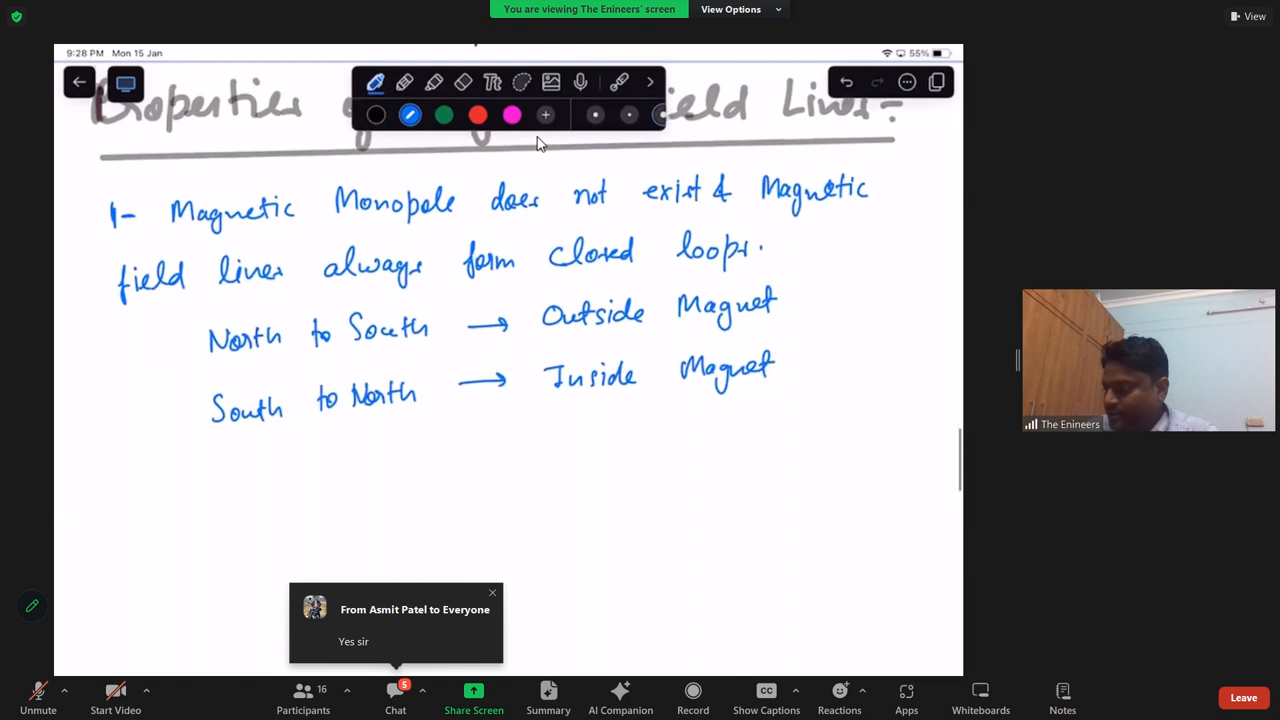 You are viewing The Enineers' screen
View Options
View
9:28 PM Mon 15 Jan
55%
Properties ield Lines:-
1- Magnetic Monopole does not exist & Magnetic
field lines always form closed loops.
North to South → Outside Magnet
South to North → Inside Magnet
The Enineers
From Asmit Patel to Everyone
Yes sir
Unmute
Start Video
16
Participants
5
Chat
Share Screen
Summary
AI Companion
Record
CC
Show Captions
Reactions
Apps
Whiteboards
Notes
Leave